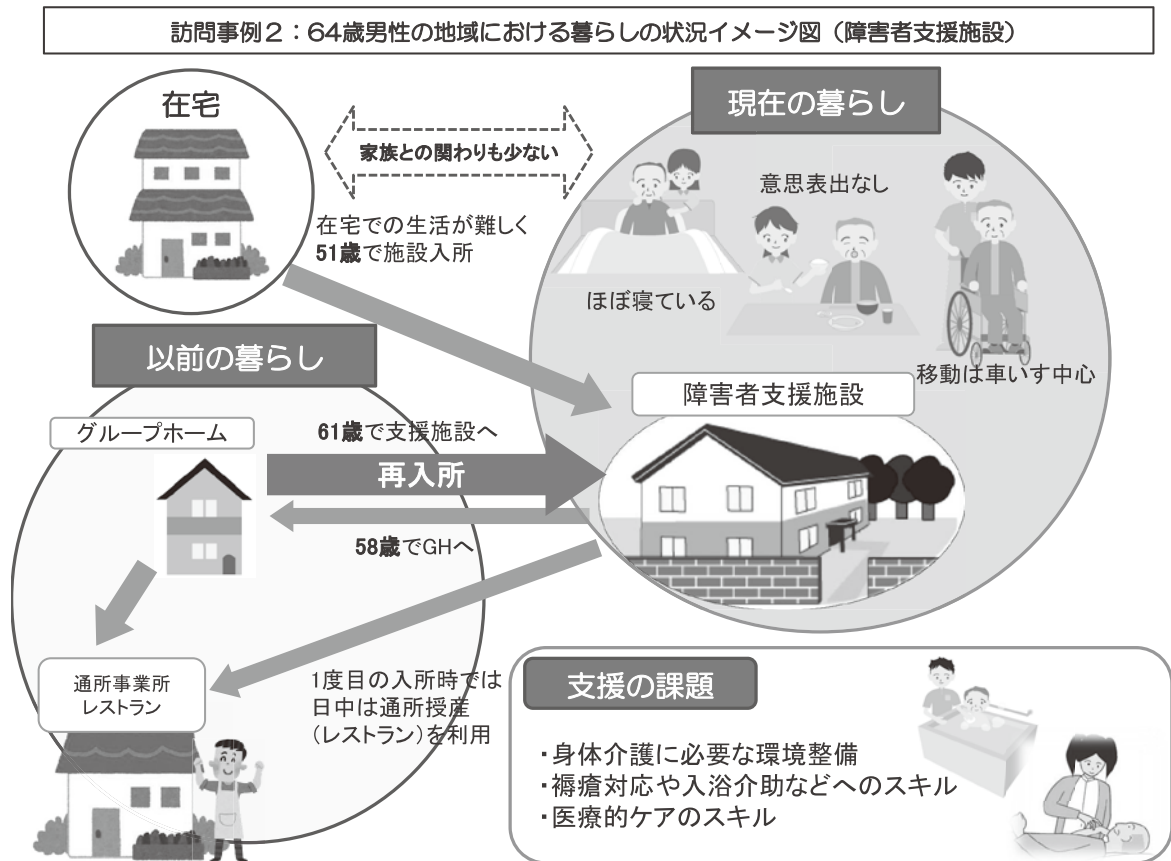 訪問事例２：64歳男性の地域における暮らしの状況イメージ図（障害者支援施設）
在宅
家族との関わりも少ない
現在の暮らし
意思表出なし
在宅での生活が難しく
51歳で施設入所
ほぼ寝ている
移動は車いす中心
以前の暮らし
障害者支援施設
グループホーム
61歳で支援施設へ
再入所
58歳でGHへ
通所事業所
レストラン
1度目の入所時では
日中は通所授産
（レストラン）を利用
支援の課題
・身体介護に必要な環境整備
・褥瘡対応や入浴介助などへのスキル
・医療的ケアのスキル